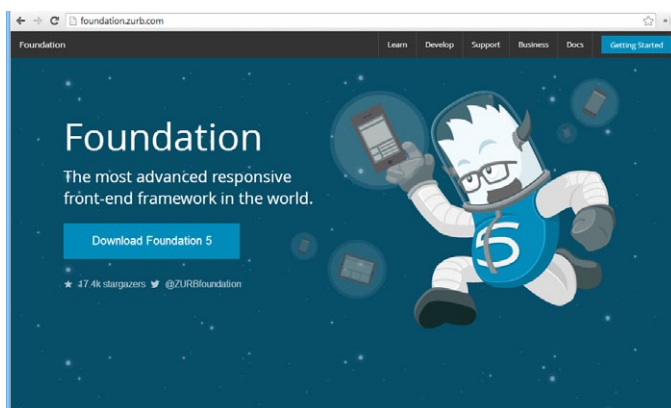 foundation.zurb.com
Foundation
Learn
Develop
Support
Business
Docs
Getting Started
Foundation
The most advanced responsive
front-end framework in the world.
Download Foundation 5
17.4k stargazers @ZURBfoundation
5